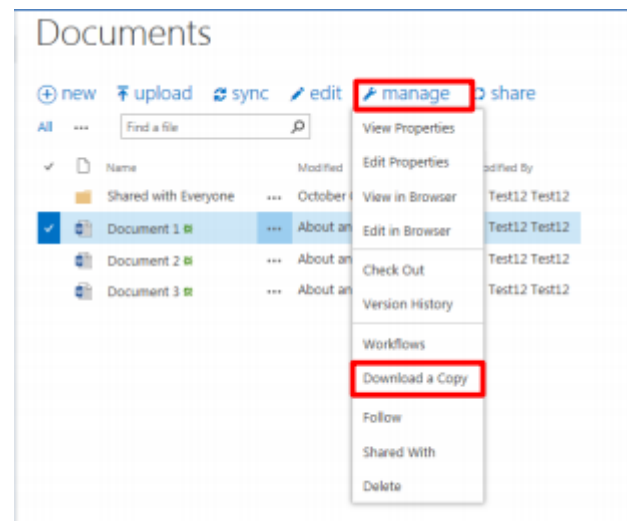 Documents
new upload sync edit manage share
All ... Find a file
Name Modified Modified By
View Properties
Edit Properties
Shared with Everyone ... October View in Browser Test12 Test12
Document 1 ... About an Edit in Browser Test12 Test12
Document 2 ... About an Test12 Test12
Check Out
Document 3 ... About an Test12 Test12
Version History
Workflows
Download a Copy
Follow
Shared With
Delete